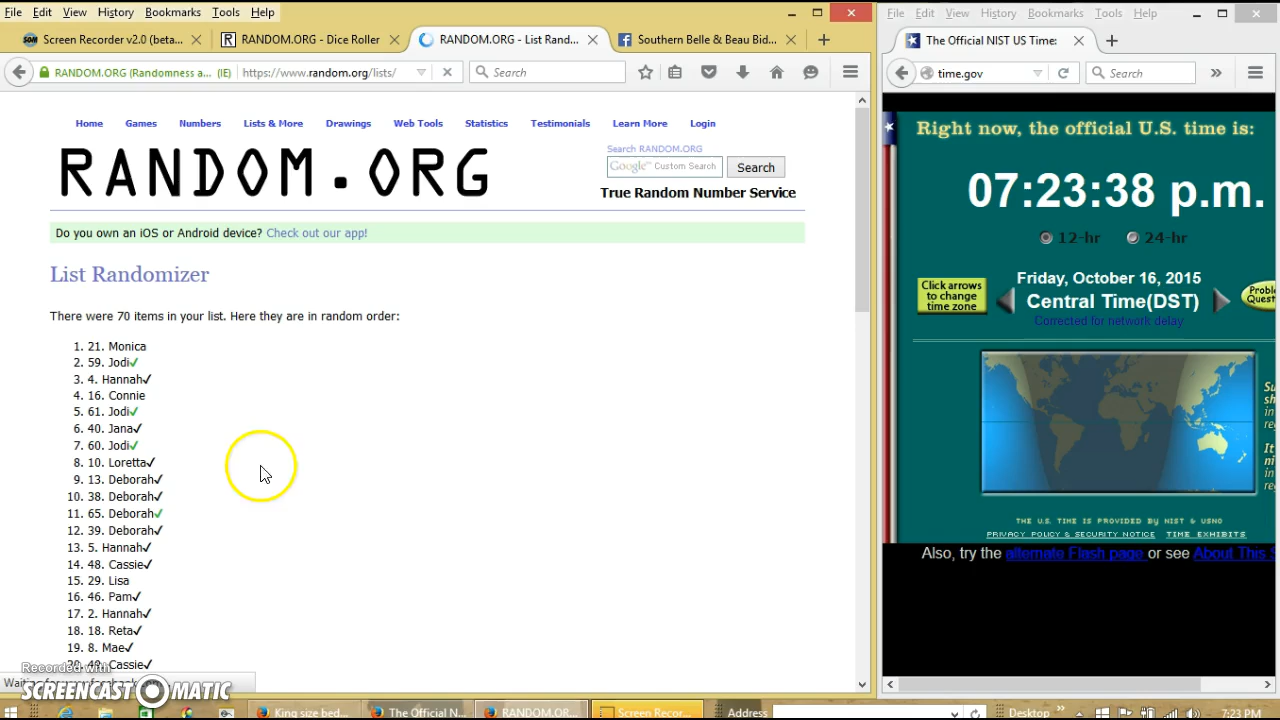 File Edit View History Bookmarks Tools Help
Screen Recorder v2.0 (beta...
RANDOM.ORG - Dice Roller
RANDOM.ORG - List Rand...
Southern Belle & Beau Bid...
RANDOM.ORG (Randomness a... (IE)
https://www.random.org/lists/
Search
Home Games Numbers Lists & More Drawings Web Tools Statistics Testimonials Learn More Login
RANDOM.ORG
Search RANDOM.ORG
Google™ Custom Search
Search
True Random Number Service
Do you own an iOS or Android device? Check out our app!
List Randomizer
There were 70 items in your list. Here they are in random order:
1. 21. Monica
2. 59. Jodi✓
3. 4. Hannah✓
4. 16. Connie
5. 61. Jodi✓
6. 40. Jana✓
7. 60. Jodi✓
8. 10. Loretta✓
9. 13. Deborah✓
10. 38. Deborah✓
11. 65. Deborah✓
12. 39. Deborah✓
13. 5. Hannah✓
14. 48. Cassie✓
15. 29. Lisa
16. 46. Pam✓
17. 2. Hannah✓
18. 18. Reta✓
19. 8. Mae✓
Cassie✓
Recorded with
SCREENCAST-O-MATIC
File Edit View History Bookmarks Tools Help
The Official NIST US Time:
time.gov
Search
Right now, the official U.S. time is:
07:23:38 p.m.
12-hr 24-hr
Click arrows
to change
time zone
Friday, October 16, 2015
Central Time(DST)
Corrected for network delay
THE U.S. TIME IS PROVIDED BY NIST & USNO
PRIVACY POLICY & SECURITY NOTICE TIME EXHIBITS
Also, try the alternate Flash page or see About This S
King size bed...
The Official N...
RANDOM.OR...
Screen Recor...
Address
Desktop
7:23 PM